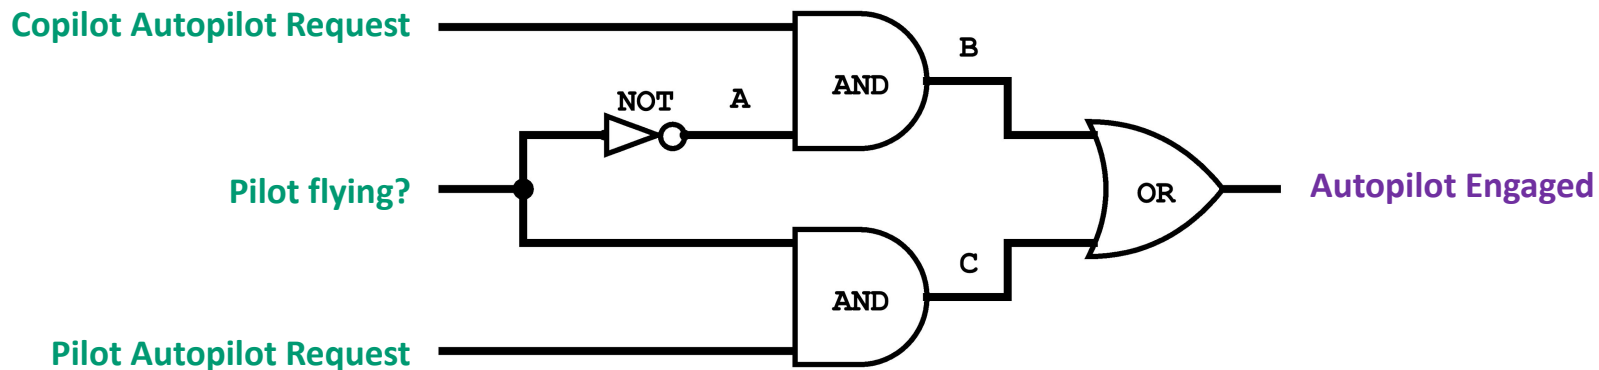 Copilot Autopilot Request
NOT
A
AND
B
Pilot flying?
OR
Autopilot Engaged
AND
C
Pilot Autopilot Request